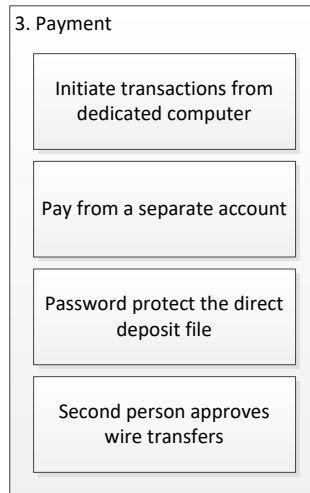 3. Payment
Initiate transactions from
dedicated computer
Pay from a separate account
Password protect the direct
deposit file
Second person approves
wire transfers